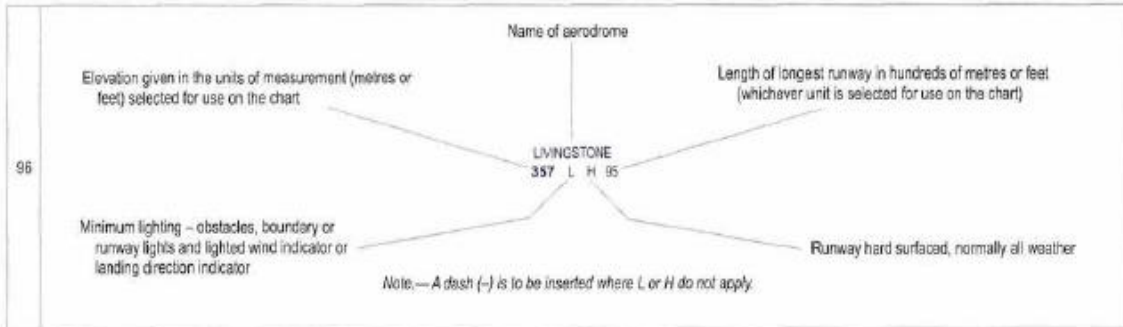 Name of aerodrome
Elevation given in the units of measurement (metres or
feet) selected for use on the chart
Length of longest runway in hundreds of metres or feet
(whichever unit is selected for use on the chart)
96
LIVINGSTONE
357 L H 95
Minimum lighting – obstacles, boundary or
runway lights and lighted wind indicator or
landing direction indicator
Runway hard surfaced, normally all weather
Note.— A dash (–) is to be inserted where L or H do not apply.